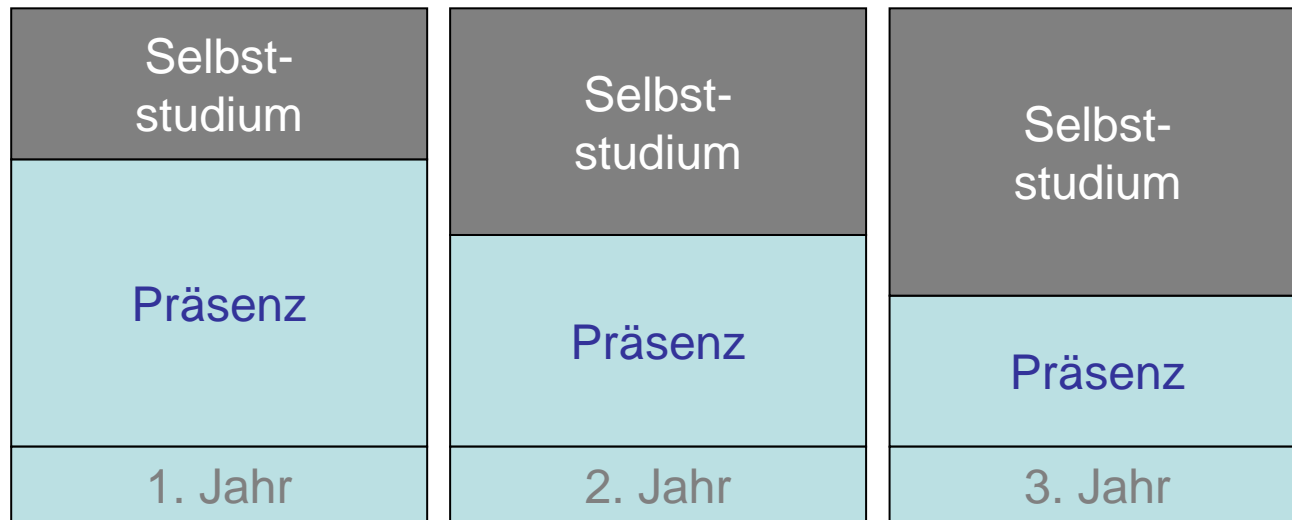 Selbst-
studium
Präsenz
1. Jahr
Selbst-
studium
Präsenz
2. Jahr
Selbst-
studium
Präsenz
3. Jahr